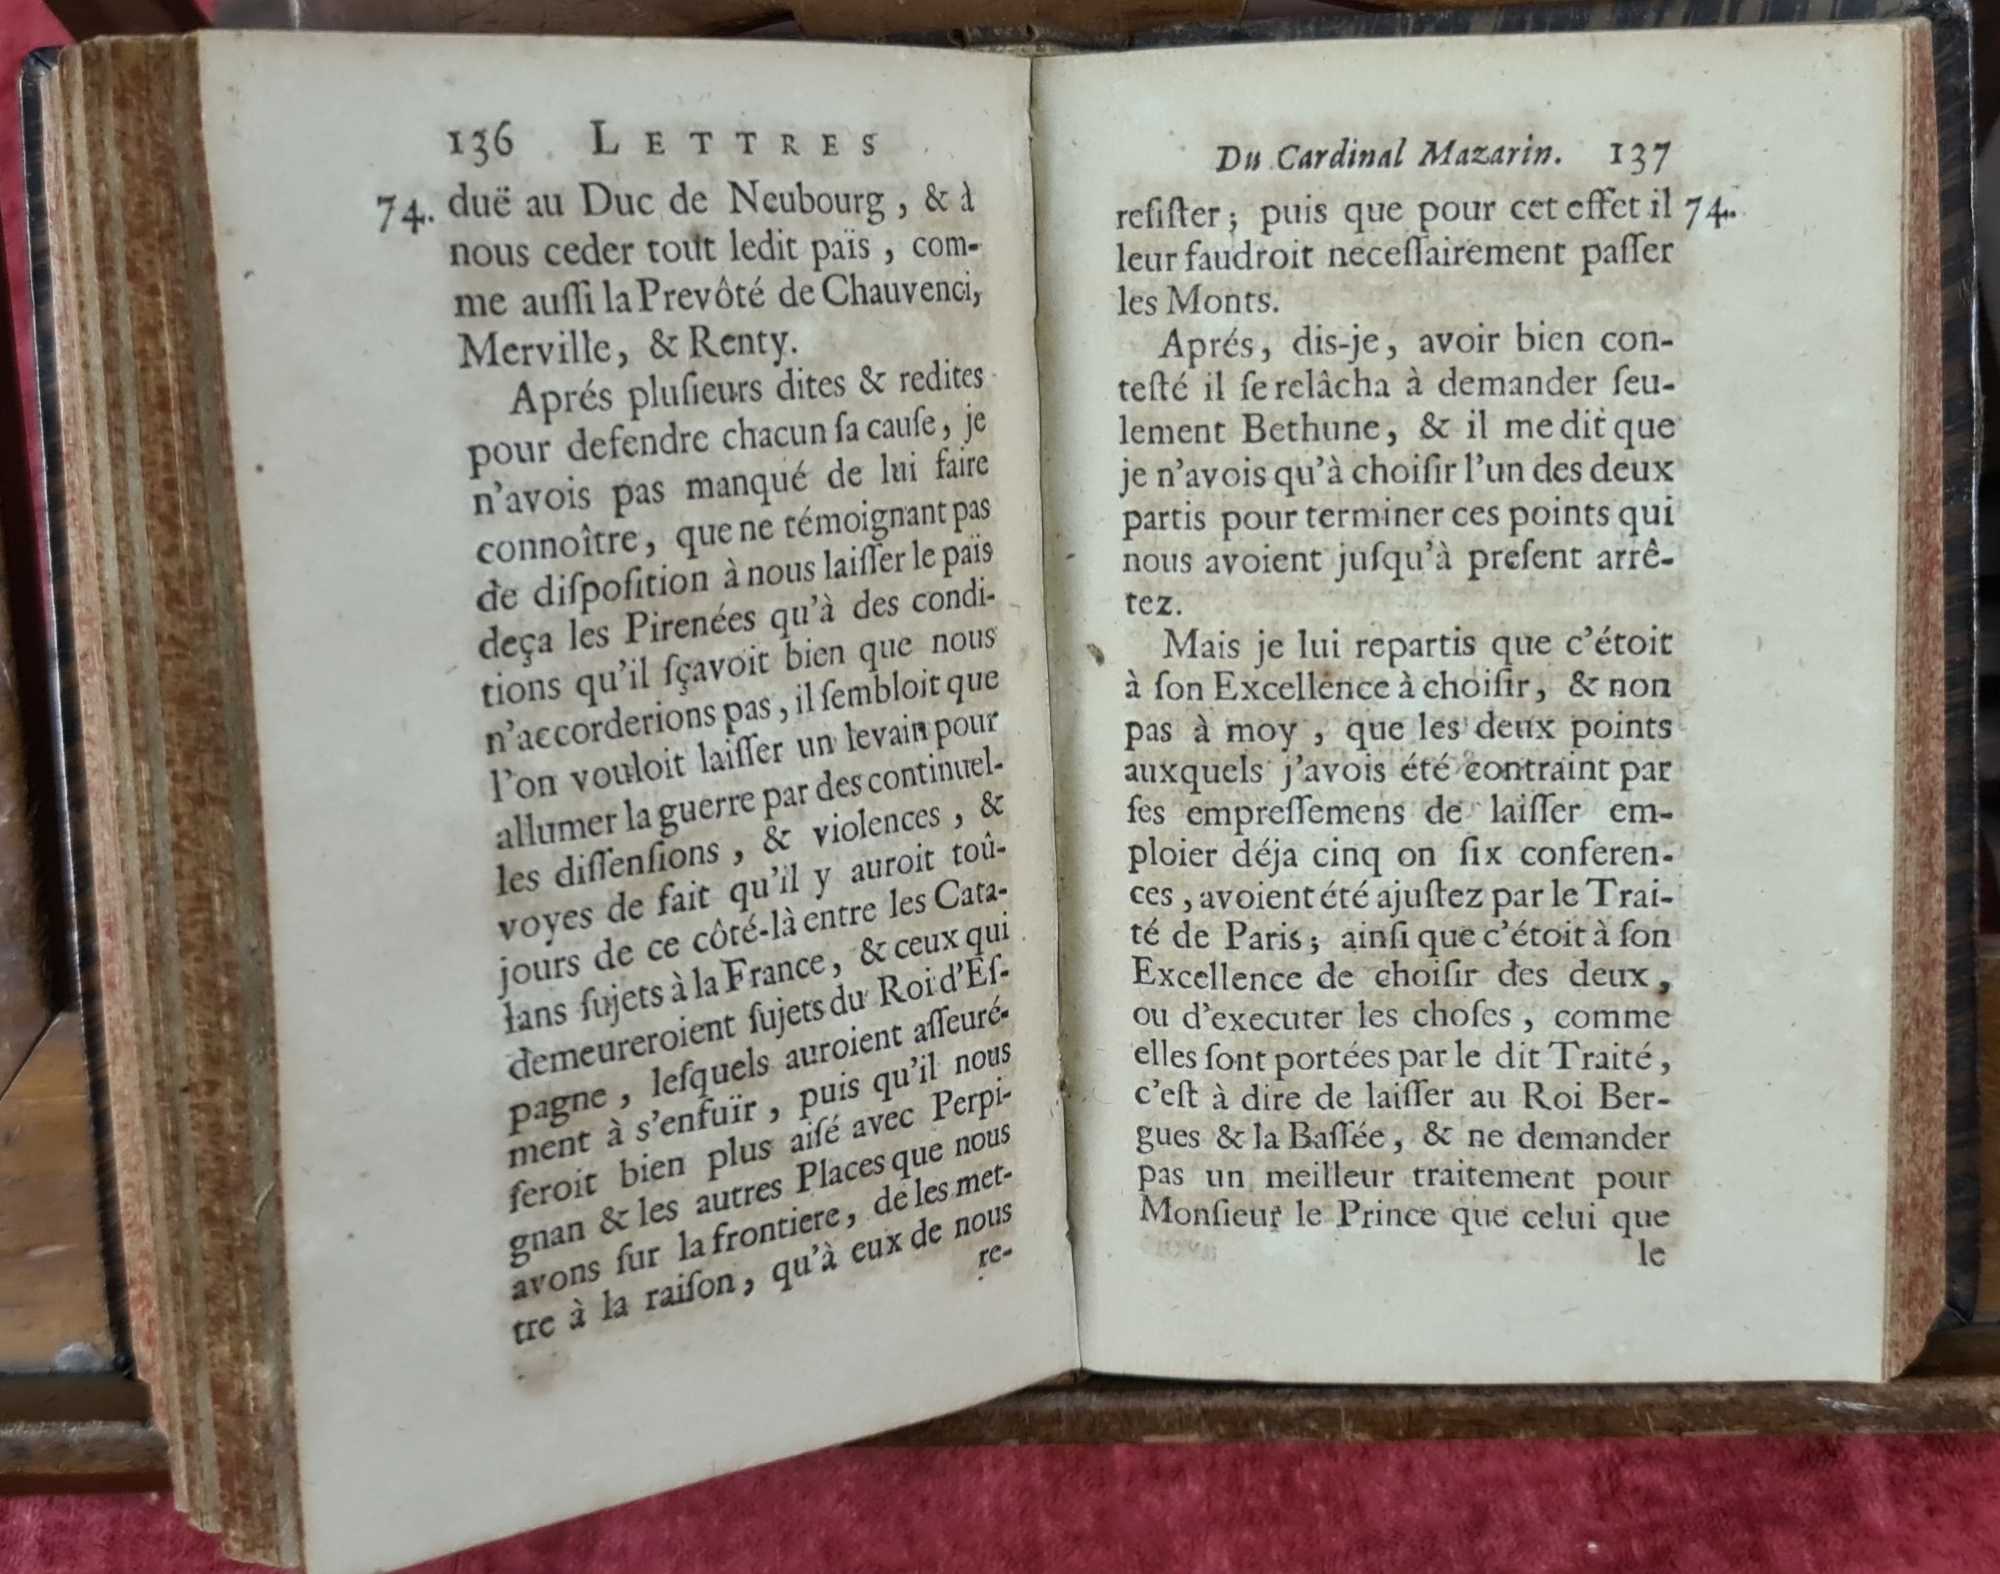 136 LETTRES
74. duë au Duc de Neubourg, & à
nous ceder tout ledit païs, com-
me auſſi la Prevôté de Chauvenci,
Merville, & Renty.
Aprés pluſieurs dites & redites
pour defendre chacun ſa cauſe, je
n'avois pas manqué de lui faire
connoître, que ne témoignant pas
de diſpoſition à nous laiſſer le païs
deça les Pirenées qu'à des condi-
tions qu'il ſçavoit bien que nous
n'accorderions pas, il ſembloit que
l'on vouloit laiſſer un levain pour
allumer la guerre par des continuel-
les diſſenſions, & violences, &
voyes de fait qu'il y auroit toû-
jours de ce côté-là entre les Cata-
lans ſujets à la France, & ceux qui
demeureroient ſujets du Roi d'Eſ-
pagne, leſquels auroient aſſeuré-
ment à s'enfuïr, puis qu'il nous
ſeroit bien plus aiſé avec Perpi-
gnan & les autres Places que nous
avons ſur la frontiere, de les met-
tre à la raiſon, qu'à eux de nous
re-
Du Cardinal Mazarin. 137
reſiſter; puis que pour cet effet il 74.
leur faudroit neceſſairement paſſer
les Monts.
Aprés, dis-je, avoir bien con-
teſté il ſe relâcha à demander ſeu-
lement Bethune, & il me dit que
je n'avois qu'à choiſir l'un des deux
partis pour terminer ces points qui
nous avoient juſqu'à preſent arrê-
tez.
Mais je lui repartis que c'étoit
à ſon Excellence à choiſir, & non
pas à moy, que les deux points
auxquels j'avois été contraint par
ſes empreſſemens de laiſſer em-
ploier déja cinq on ſix conferen-
ces, avoient été ajuſtez par le Trai-
té de Paris; ainſi que c'étoit à ſon
Excellence de choiſir des deux,
ou d'executer les choſes, comme
elles ſont portées par le dit Traité,
c'eſt à dire de laiſſer au Roi Ber-
gues & la Baſſée, & ne demander
pas un meilleur traitement pour
Monſieur le Prince que celui que
le